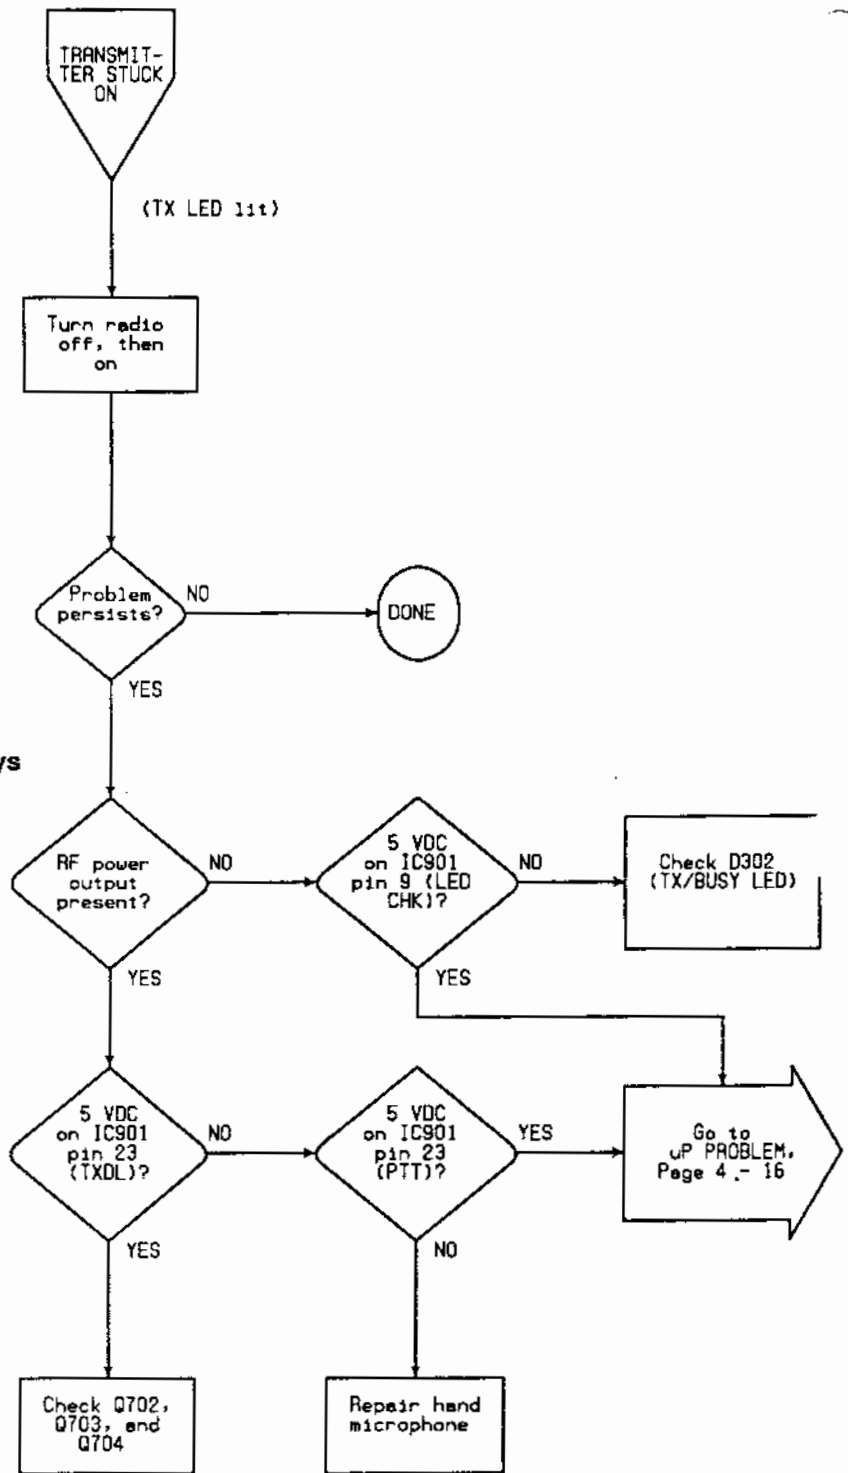 TRANSMIT-
TER STUCK
ON
(TX LED lit)
Turn radio
off, then
on
Problem
persists?
NO
DONE
YES
RF power
output
present?
NO
5 VDC
on IC901
pin 9 (LED
CHK)?
NO
Check D302
(TX/BUSY LED)
YES
YES
5 VDC
on IC901
pin 23
(TXDL)?
NO
5 VDC
on IC901
pin 23
(PTT)?
YES
Go to
uP PROBLEM,
Page 4 - 16
YES
NO
Check Q702,
Q703, and
Q704
Repair hand
microphone